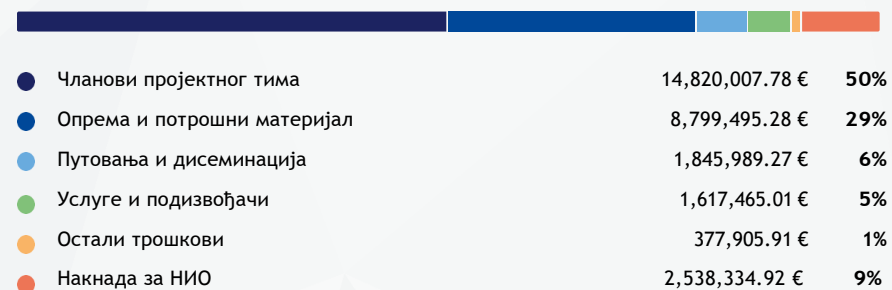 Чланови пројектног тима 14,820,007.78 € 50%
Опрема и потрошни материјал 8,799,495.28 € 29%
Путовања и дисеминација 1,845,989.27 € 6%
Услуге и подизвођачи 1,617,465.01 € 5%
Остали трошкови 377,905.91 € 1%
Накнада за НИО 2,538,334.92 € 9%